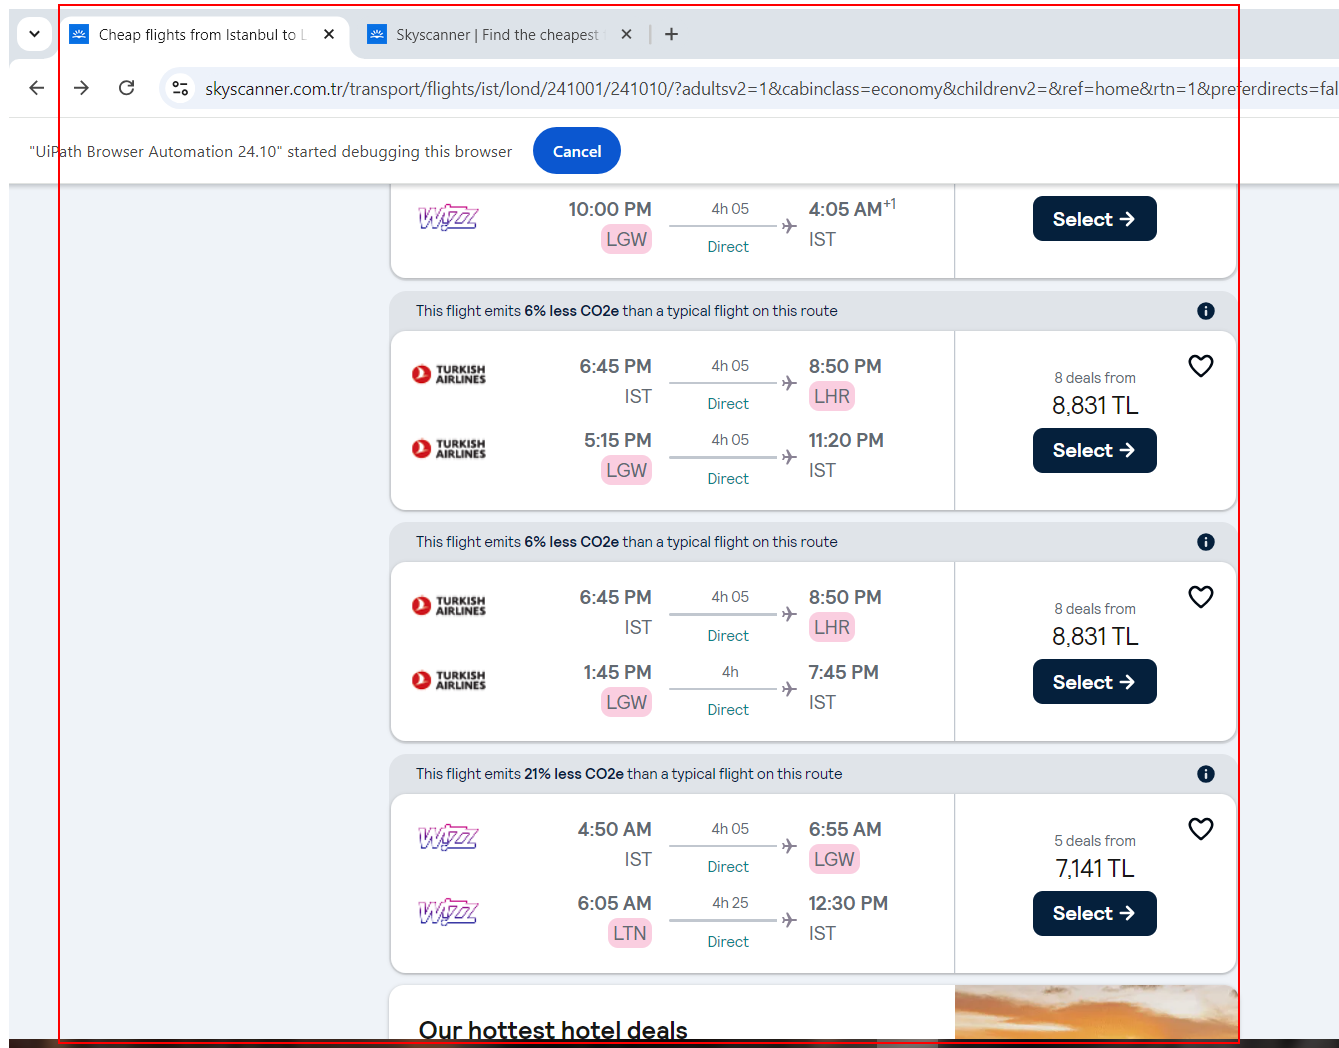 Cheap flights from Istanbul to L
Skyscanner | Find the cheapest
skyscanner.com.tr/transport/flights/ist/lond/241001/241010/?adultsv2=1&cabinclass=economy&childrenv2=&ref=home&rtn=1&preferdirects=fal
"UiPath Browser Automation 24.10" started debugging this browser
Cancel
WIZZ
10:00 PM
LGW
4h 05
Direct
4:05 AM+1
IST
Select →
This flight emits 6% less CO2e than a typical flight on this route
TURKISH
AIRLINES
6:45 PM
IST
4h 05
Direct
8:50 PM
LHR
TURKISH
AIRLINES
5:15 PM
LGW
4h 05
Direct
11:20 PM
IST
8 deals from
8,831 TL
Select →
This flight emits 6% less CO2e than a typical flight on this route
TURKISH
AIRLINES
6:45 PM
IST
4h 05
Direct
8:50 PM
LHR
TURKISH
AIRLINES
1:45 PM
LGW
4h
Direct
7:45 PM
IST
8 deals from
8,831 TL
Select →
This flight emits 21% less CO2e than a typical flight on this route
WIZZ
4:50 AM
IST
4h 05
Direct
6:55 AM
LGW
WIZZ
6:05 AM
LTN
4h 25
Direct
12:30 PM
IST
5 deals from
7,141 TL
Select →
Our hottest hotel deals